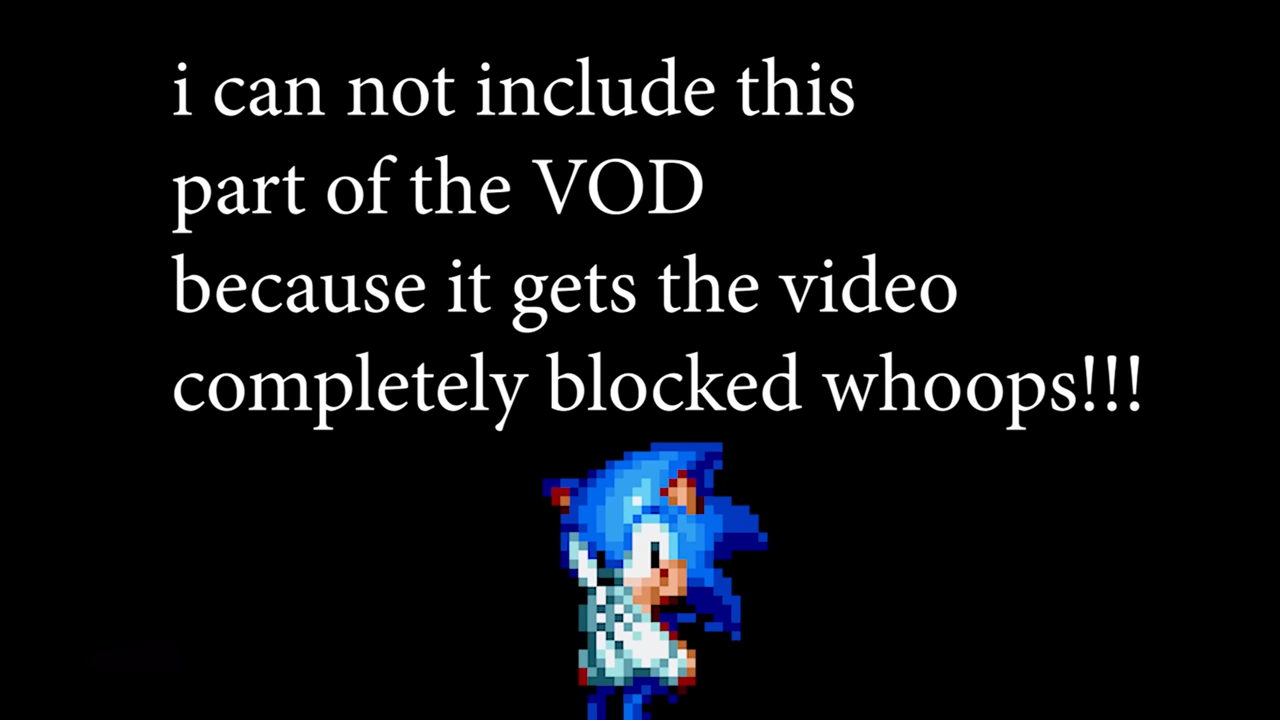 i can not include this
part of the VOD
because it gets the video
completely blocked whoops!!!